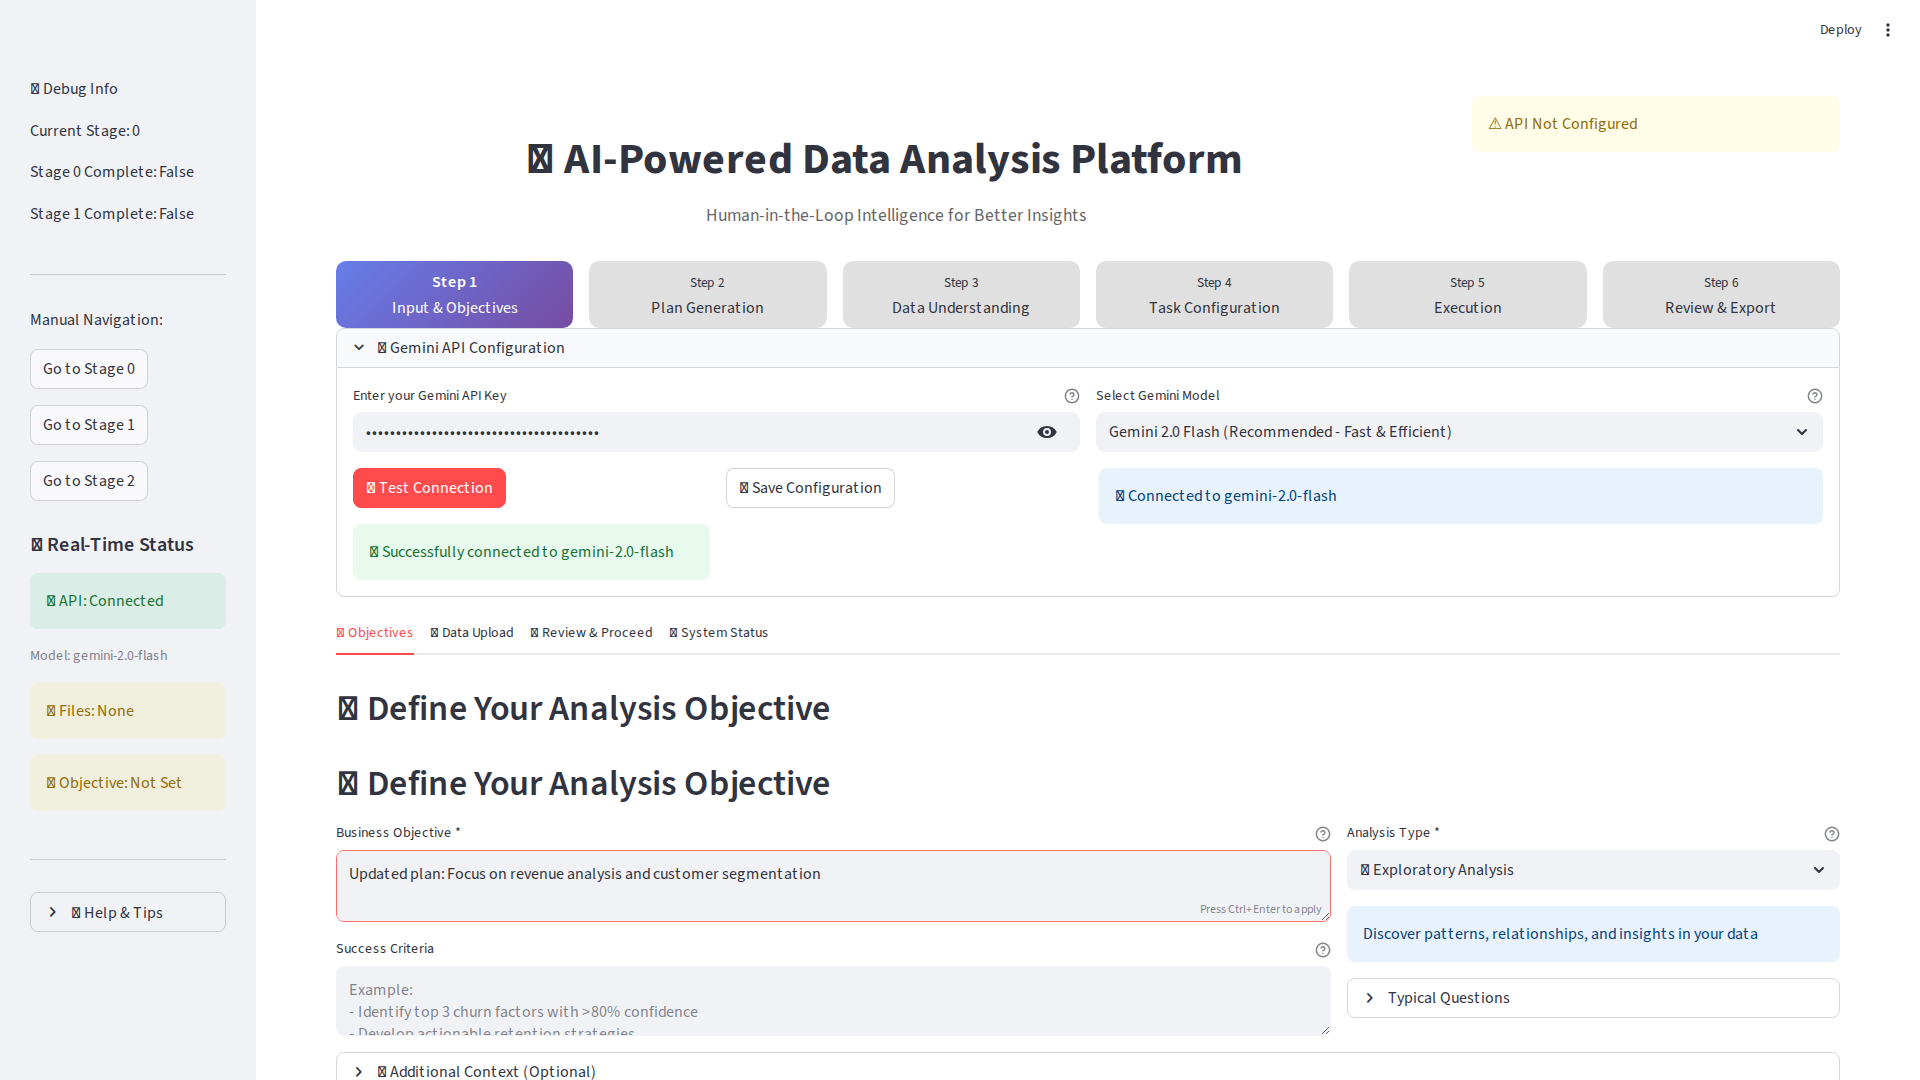 Deploy
Debug Info
Current Stage: 0
Stage 0 Complete: False
Stage 1 Complete: False
Manual Navigation:
Go to Stage 0
Go to Stage 1
Go to Stage 2
Real-Time Status
API: Connected
Model: gemini-2.0-flash
Files: None
Objective: Not Set
Help & Tips
⚠ API Not Configured
AI-Powered Data Analysis Platform
Human-in-the-Loop Intelligence for Better Insights
Step 1
Input & Objectives
Step 2
Plan Generation
Step 3
Data Understanding
Step 4
Task Configuration
Step 5
Execution
Step 6
Review & Export
Gemini API Configuration
Enter your Gemini API Key
••••••••••••••••••••••••••••••••••••••
Select Gemini Model
Gemini 2.0 Flash (Recommended - Fast & Efficient)
Test Connection
Save Configuration
Connected to gemini-2.0-flash
Successfully connected to gemini-2.0-flash
Objectives
Data Upload
Review & Proceed
System Status
Define Your Analysis Objective
Define Your Analysis Objective
Business Objective *
Updated plan: Focus on revenue analysis and customer segmentation
Press Ctrl+Enter to apply
Analysis Type *
Exploratory Analysis
Discover patterns, relationships, and insights in your data
Typical Questions
Success Criteria
Example:
- Identify top 3 churn factors with >80% confidence
- Develop actionable retention strategies
Additional Context (Optional)